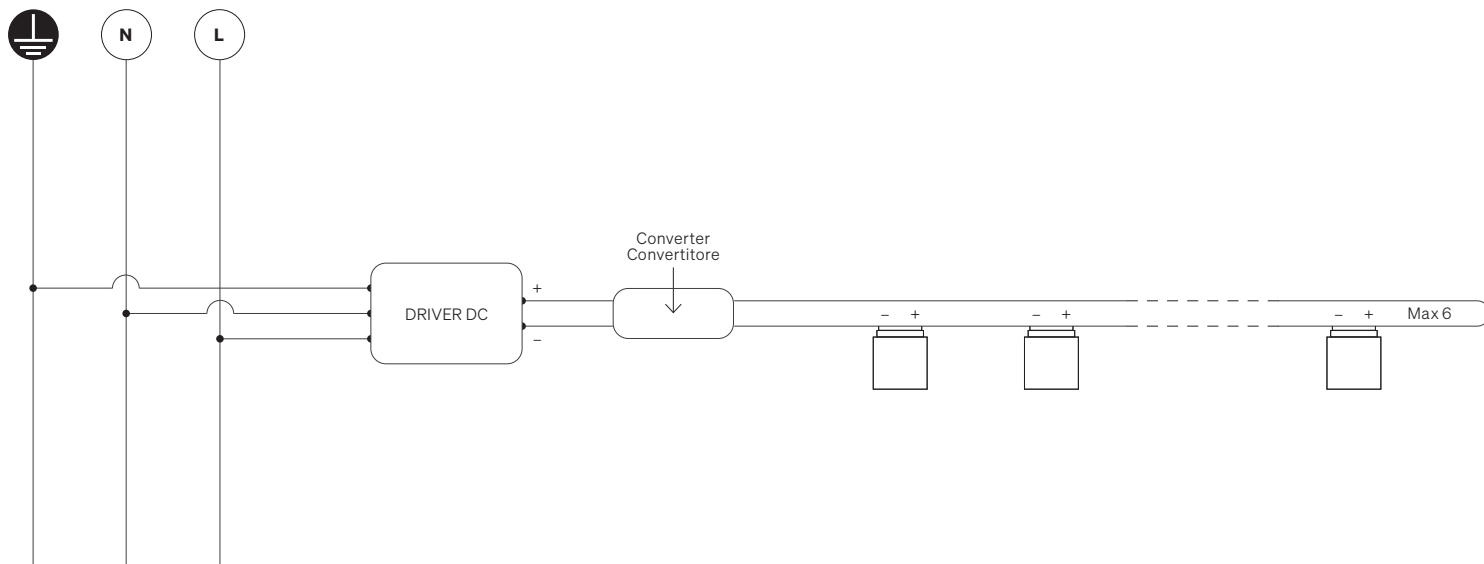 N
L
Converter
Convertitore
+
DRIVER DC
– + – + – + Max 6
–